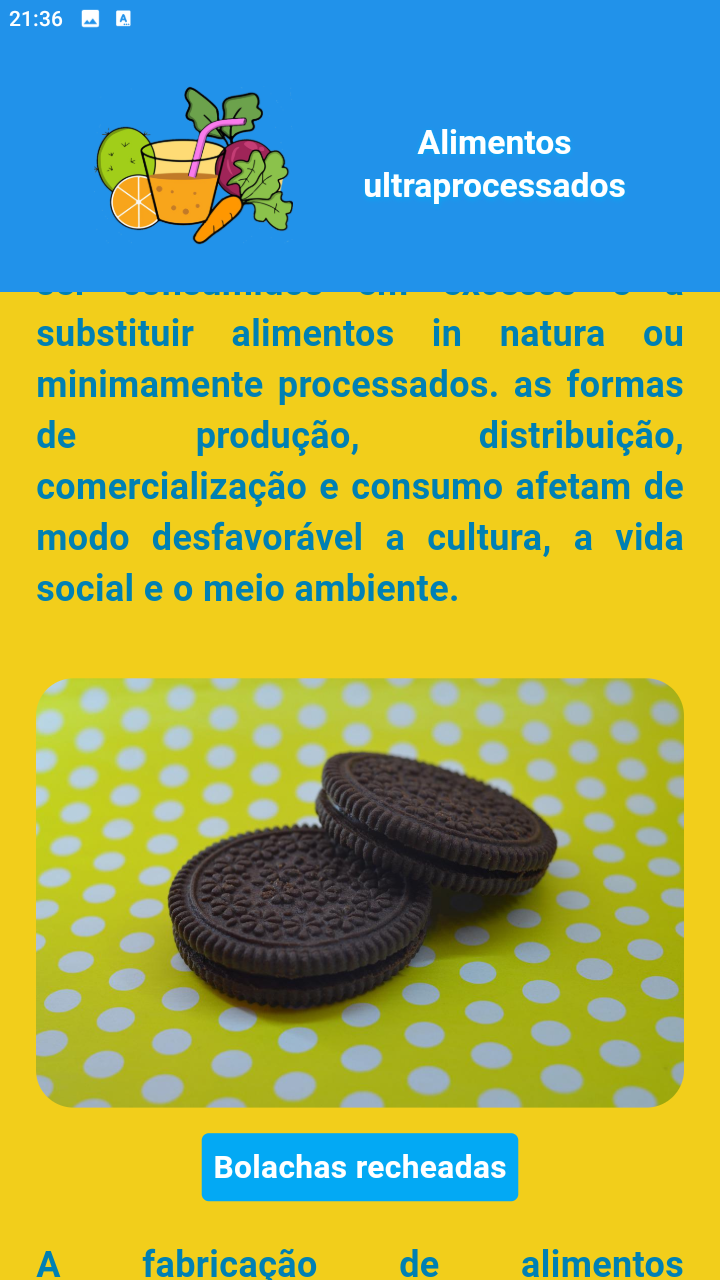 21:36
Alimentos
ultraprocessados
substituir alimentos in natura ou
minimamente processados. as formas
de produção, distribuição,
comercialização e consumo afetam de
modo desfavorável a cultura, a vida
social e o meio ambiente.
Bolachas recheadas
A fabricação de alimentos